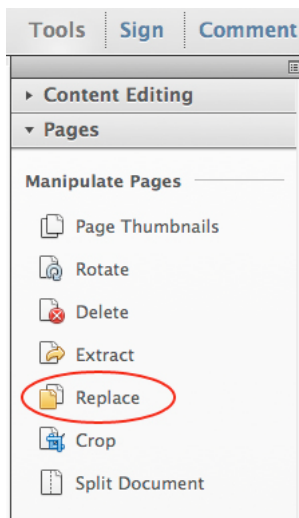 Tools Sign Comment
Content Editing
Pages
Manipulate Pages
Page Thumbnails
Rotate
Delete
Extract
Replace
Crop
Split Document